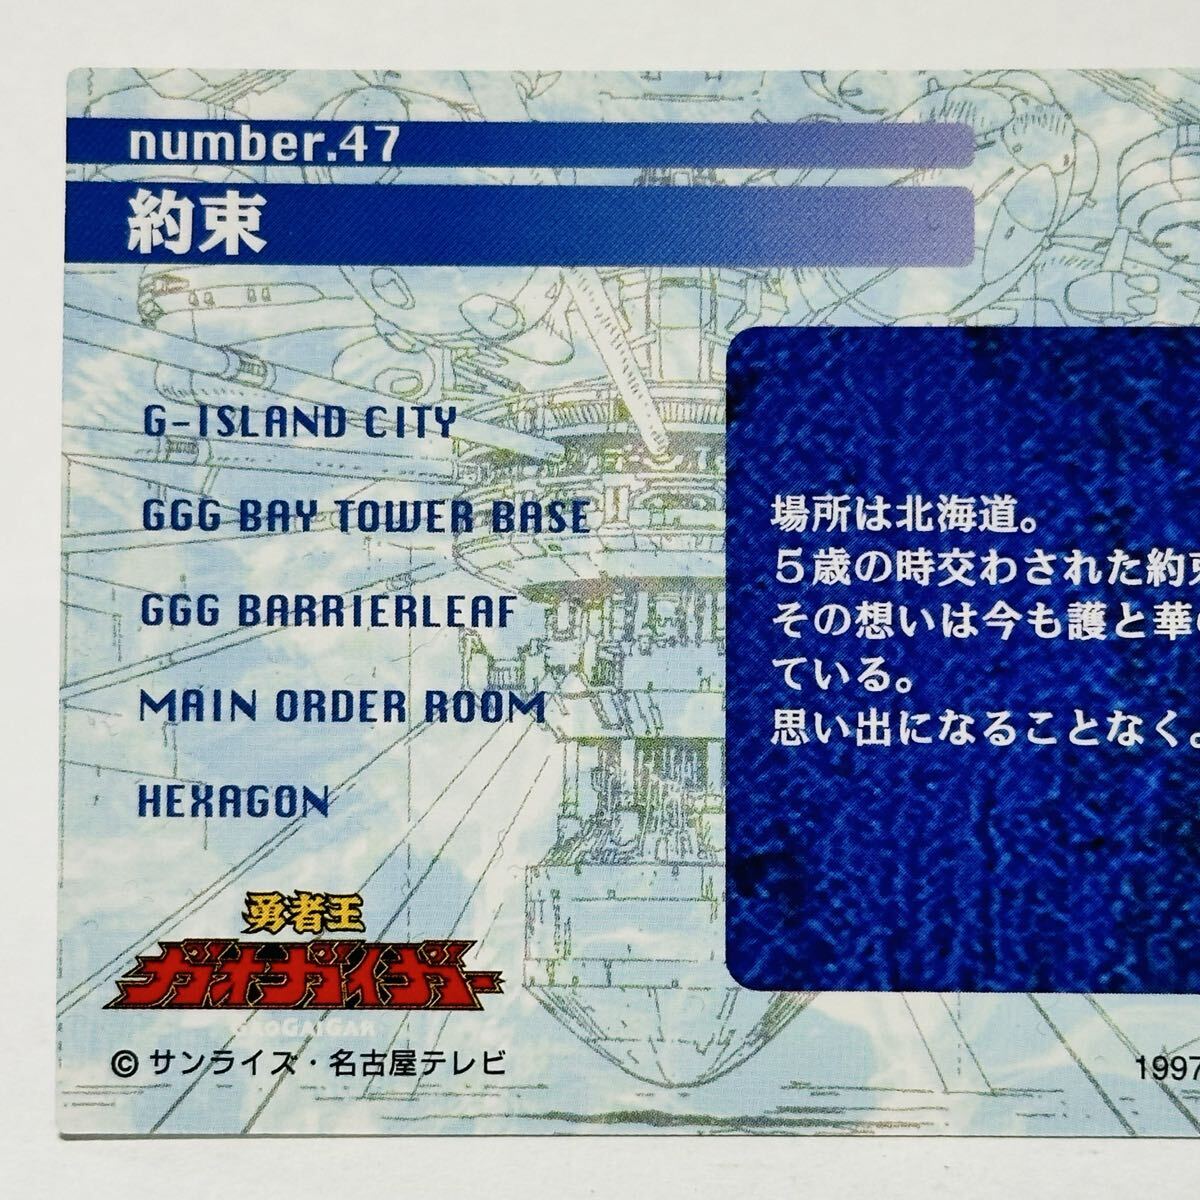 number.47
約束
G-ISLAND CITY
GGG BAY TOWER BASE
GGG BARRIERLEAF
MAIN ORDER ROOM
HEXAGON
場所は北海道。
５歳の時交わされた約束
その想いは今も護と華の
ている。
思い出になることなく。
勇者王
ガオガイガー
GAOGAIGAR
© サンライズ・名古屋テレビ
1997